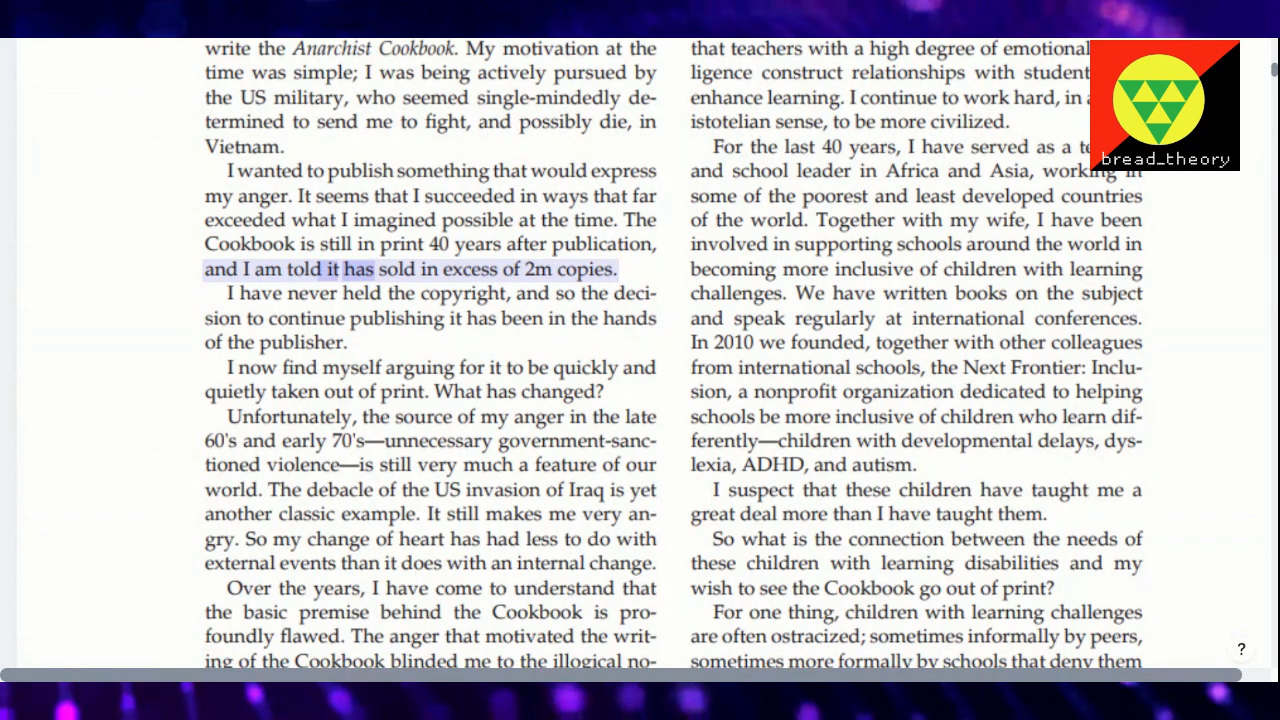 write the Anarchist Cookbook. My motivation at the
time was simple; I was being actively pursued by
the US military, who seemed single-mindedly de-
termined to send me to fight, and possibly die, in
Vietnam.
I wanted to publish something that would express
my anger. It seems that I succeeded in ways that far
exceeded what I imagined possible at the time. The
Cookbook is still in print 40 years after publication,
and I am told it has sold in excess of 2m copies.
I have never held the copyright, and so the deci-
sion to continue publishing it has been in the hands
of the publisher.
I now find myself arguing for it to be quickly and
quietly taken out of print. What has changed?
Unfortunately, the source of my anger in the late
60's and early 70's—unnecessary government-sanc-
tioned violence—is still very much a feature of our
world. The debacle of the US invasion of Iraq is yet
another classic example. It still makes me very an-
gry. So my change of heart has had less to do with
external events than it does with an internal change.
Over the years, I have come to understand that
the basic premise behind the Cookbook is pro-
foundly flawed. The anger that motivated the writ-
ing of the Cookbook blinded me to the illogical no-
that teachers with a high degree of emotional
ligence construct relationships with student
enhance learning. I continue to work hard, in
istotelian sense, to be more civilized.
For the last 40 years, I have served as a
and school leader in Africa and Asia, working in
some of the poorest and least developed countries
of the world. Together with my wife, I have been
involved in supporting schools around the world in
becoming more inclusive of children with learning
challenges. We have written books on the subject
and speak regularly at international conferences.
In 2010 we founded, together with other colleagues
from international schools, the Next Frontier: Inclu-
sion, a nonprofit organization dedicated to helping
schools be more inclusive of children who learn dif-
ferently—children with developmental delays, dys-
lexia, ADHD, and autism.
I suspect that these children have taught me a
great deal more than I have taught them.
So what is the connection between the needs of
these children with learning disabilities and my
wish to see the Cookbook go out of print?
For one thing, children with learning challenges
are often ostracized; sometimes informally by peers,
sometimes more formally by schools that deny them
bread_theory
?